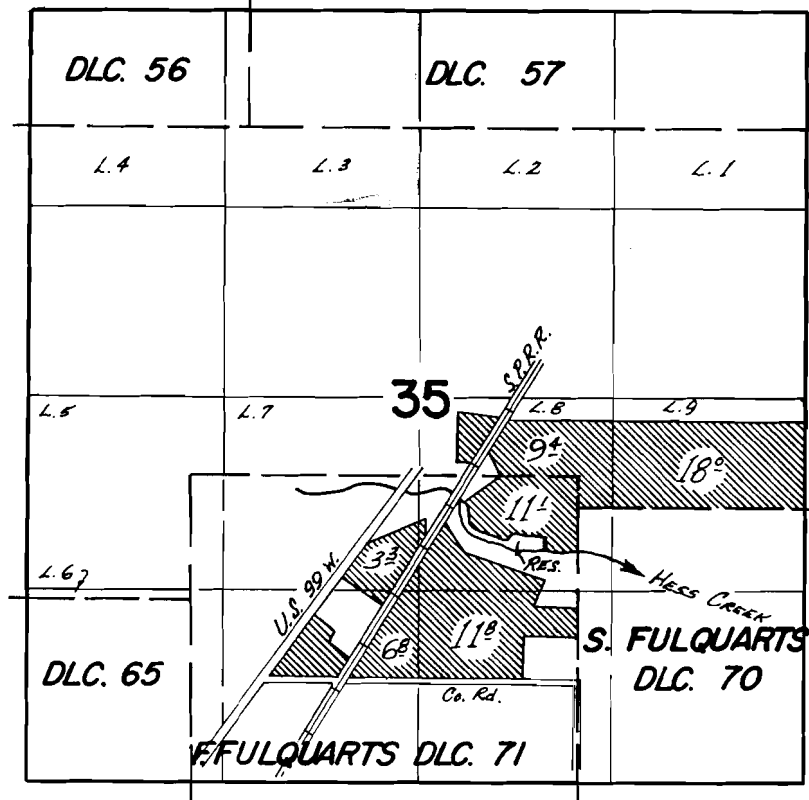 DLC. 56
DLC. 57
L.4
L.3
L.2
L.1
S.P.R.R.
35
L.5
L.7
L.8
L.9
9⁴
18⁰
11¹
3³
RES.
L.6
U.S. 99 W.
HESS CREEK
S. FULQUARTS
DLC. 70
DLC. 65
6⁸
11⁸
Co. Rd.
F. FULQUARTS DLC. 71